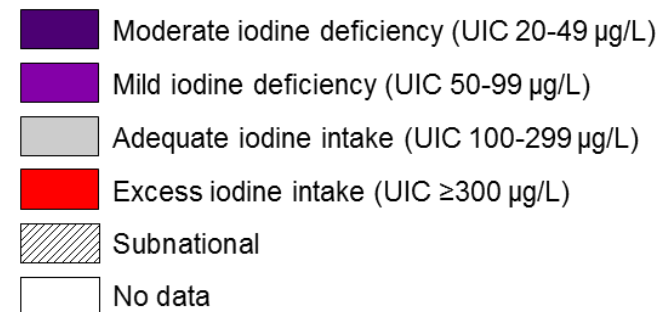 Moderate iodine deficiency (UIC 20-49 µg/L)
Mild iodine deficiency (UIC 50-99 µg/L)
Adequate iodine intake (UIC 100-299 µg/L)
Excess iodine intake (UIC ≥300 µg/L)
Subnational
No data